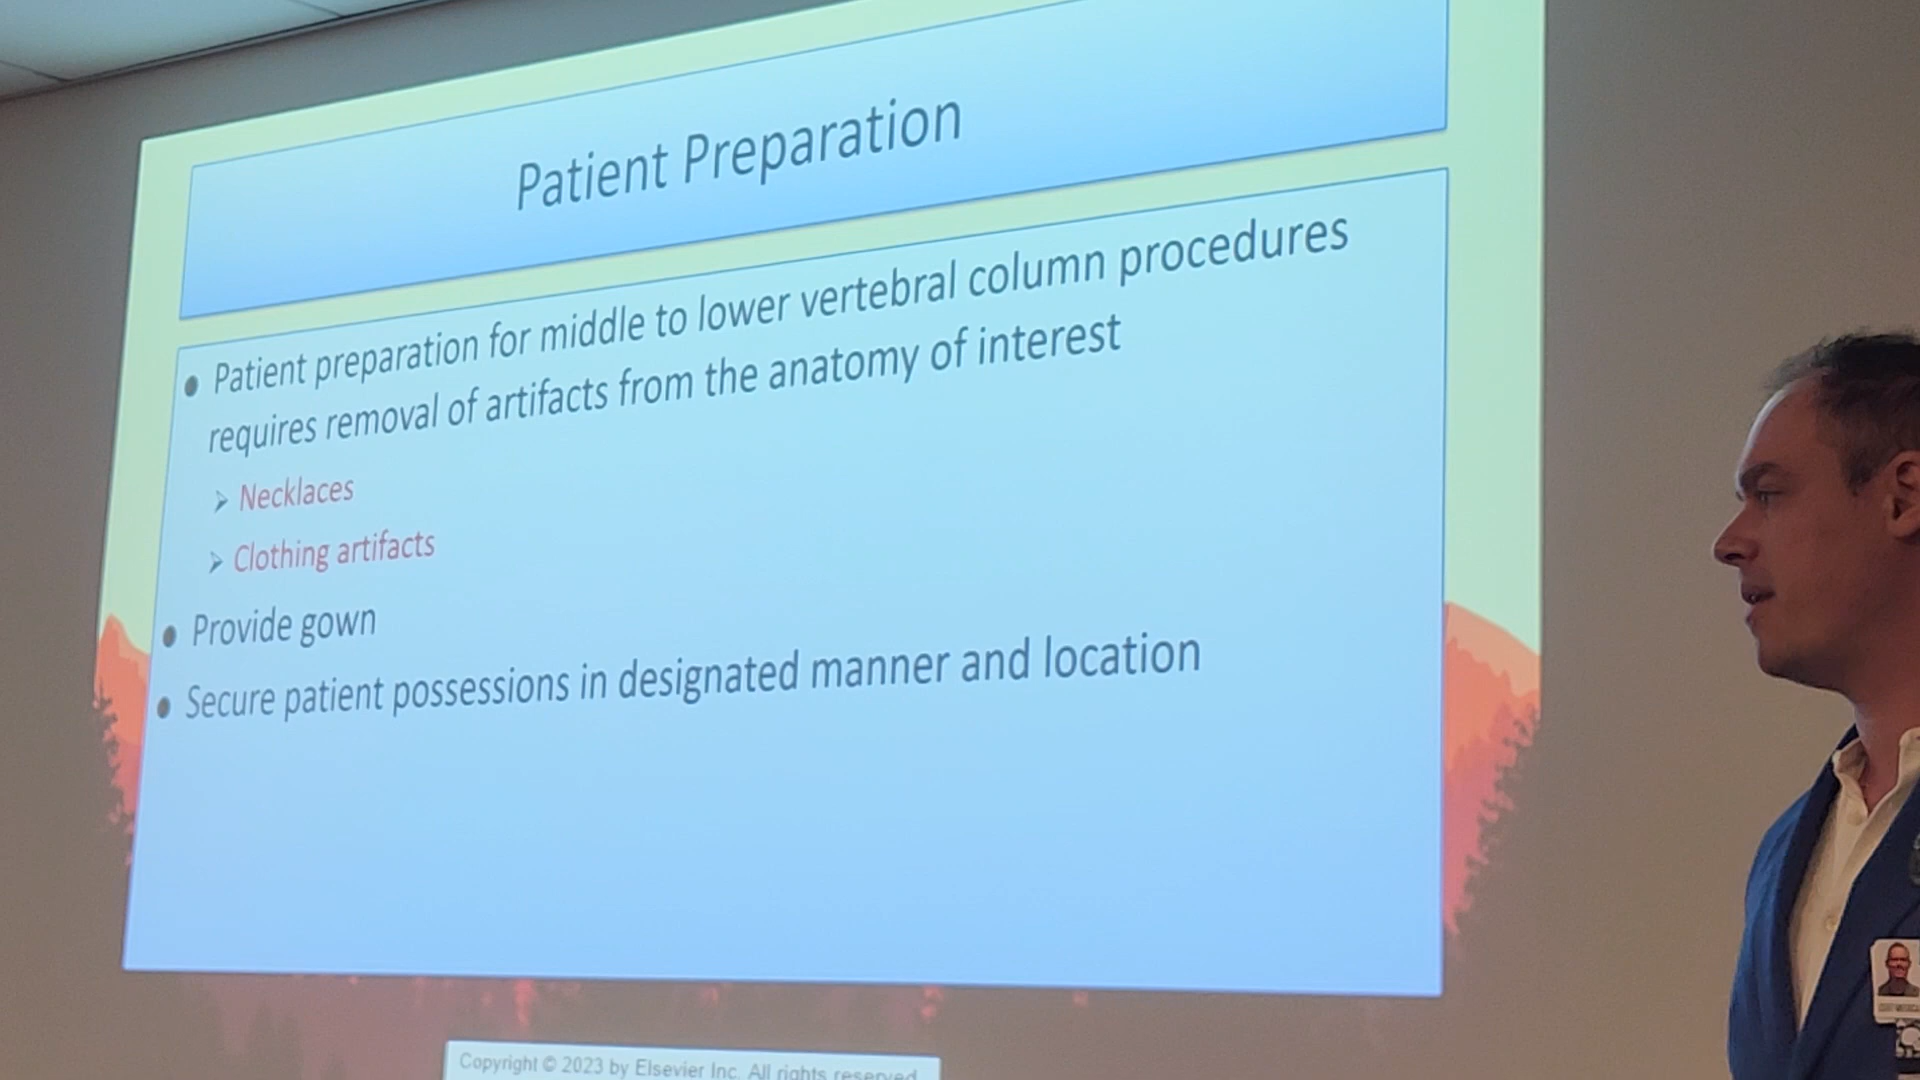 Patient Preparation
• Patient preparation for middle to lower vertebral column procedures
requires removal of artifacts from the anatomy of interest
➢ Necklaces
➢ Clothing artifacts
• Provide gown
• Secure patient possessions in designated manner and location
Copyright © 2023 by Elsevier Inc. All rights reserved.